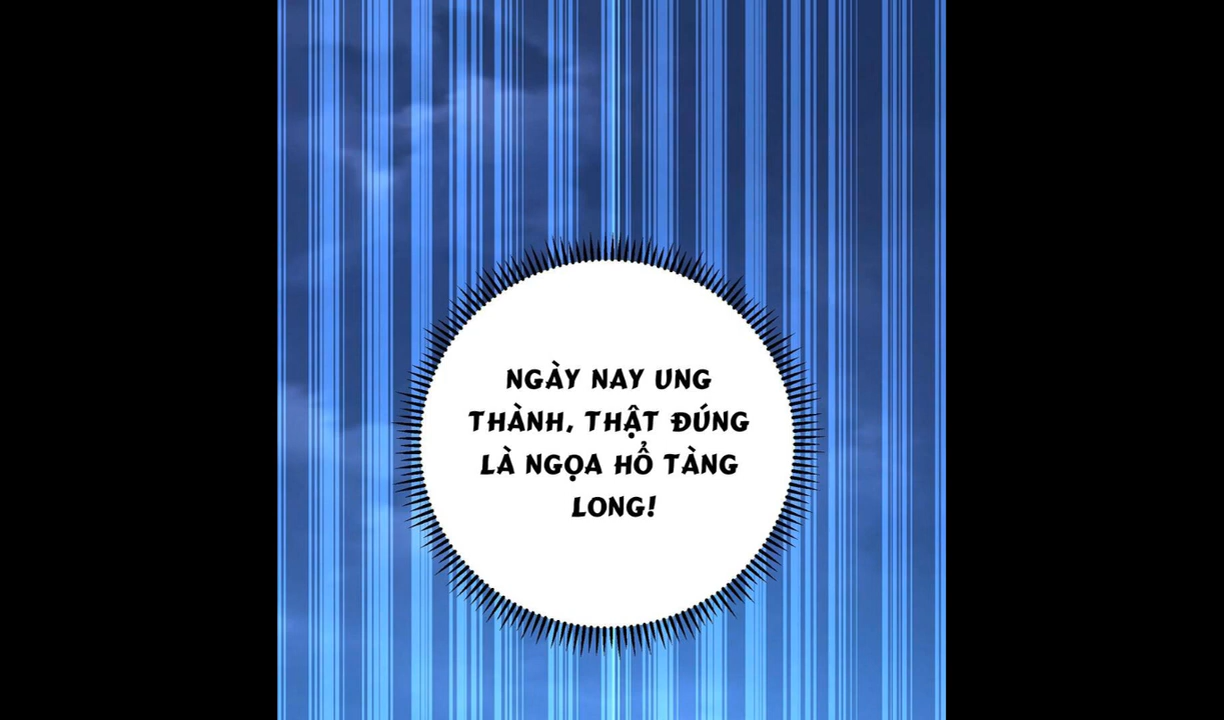 NGÀY NAY UNG
THÀNH, THẬT ĐÚNG
LÀ NGỌA HỔ TÀNG
LONG!